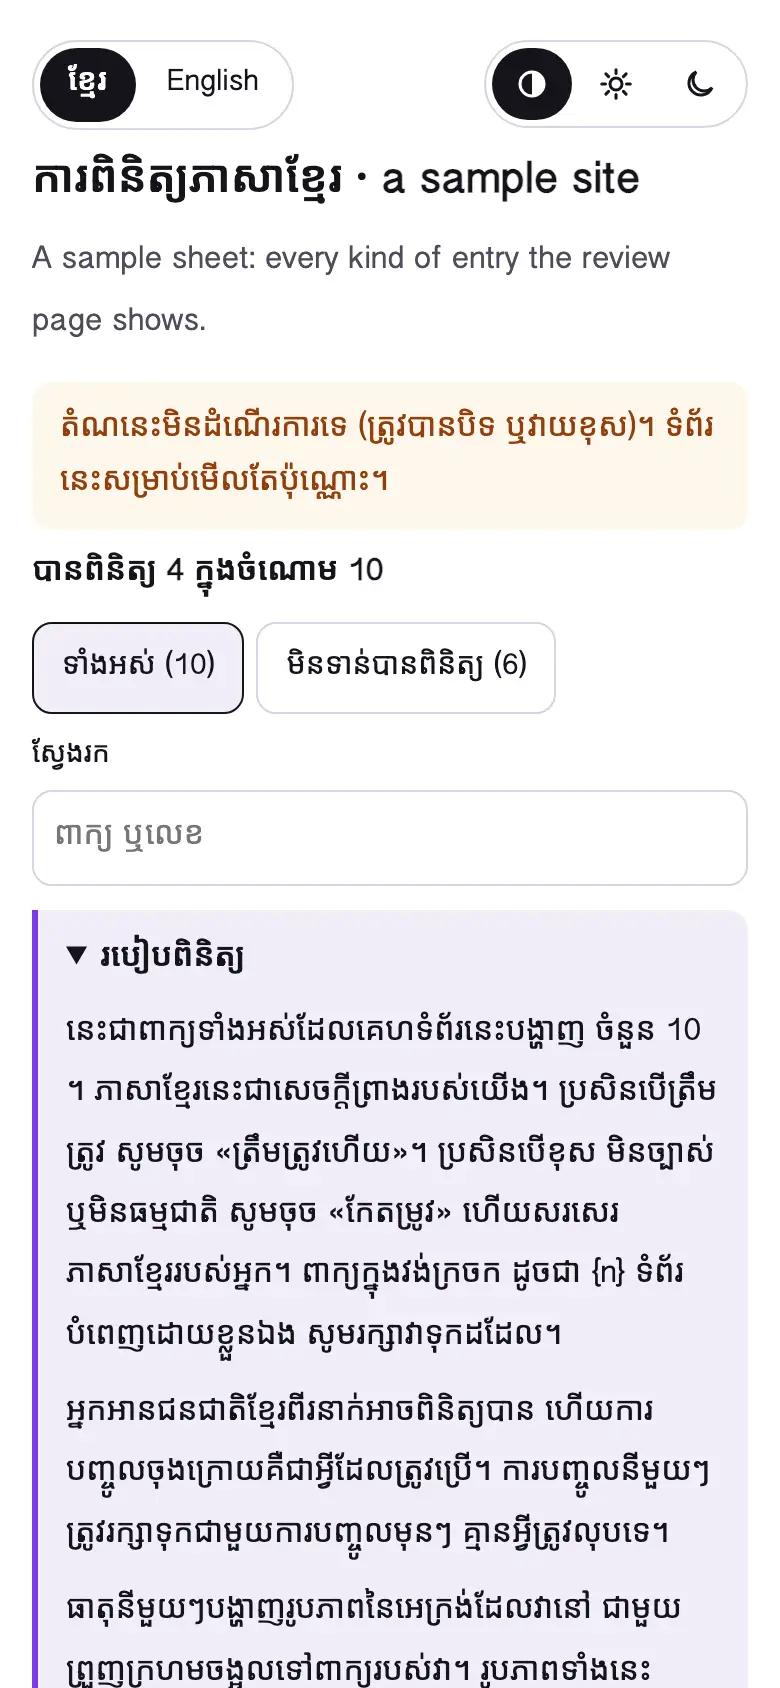 ខ្មែរ English
ការពិនិត្យភាសាខ្មែរ · a sample site
A sample sheet: every kind of entry the review
page shows.
តំណនេះមិនដំណើរការទេ (ត្រូវបានបិទ ឬវាយខុស)។ ទំព័រ
នេះសម្រាប់មើលតែប៉ុណ្ណោះ។
បានពិនិត្យ 4 ក្នុងចំណោម 10
ទាំងអស់ (10) មិនទាន់បានពិនិត្យ (6)
ស្វែងរក
ពាក្យ ឬលេខ
▼ របៀបពិនិត្យ
នេះជាពាក្យទាំងអស់ដែលគេហទំព័រនេះបង្ហាញ ចំនួន 10
។ ភាសាខ្មែរនេះជាសេចក្តីព្រាងរបស់យើង។ ប្រសិនបើត្រឹម
ត្រូវ សូមចុច «ត្រឹមត្រូវហើយ»។ ប្រសិនបើខុស មិនច្បាស់
ឬមិនធម្មជាតិ សូមចុច «កែតម្រូវ» ហើយសរសេរ
ភាសាខ្មែររបស់អ្នក។ ពាក្យក្នុងវង់ក្រចក ដូចជា {n} ទំព័រ
បំពេញដោយខ្លួនឯង សូមរក្សាវាទុកដដែល។
អ្នកអានជនជាតិខ្មែរពីរនាក់អាចពិនិត្យបាន ហើយការ
បញ្ចូលចុងក្រោយគឺជាអ្វីដែលត្រូវប្រើ។ ការបញ្ចូលនីមួយៗ
ត្រូវរក្សាទុកជាមួយការបញ្ចូលមុនៗ គ្មានអ្វីត្រូវលុបទេ។
ធាតុនីមួយៗបង្ហាញរូបភាពនៃអេក្រង់ដែលវានៅ ជាមួយ
ព្រួញក្រហមចង្អុលទៅពាក្យរបស់វា។ រូបភាពទាំងនេះ